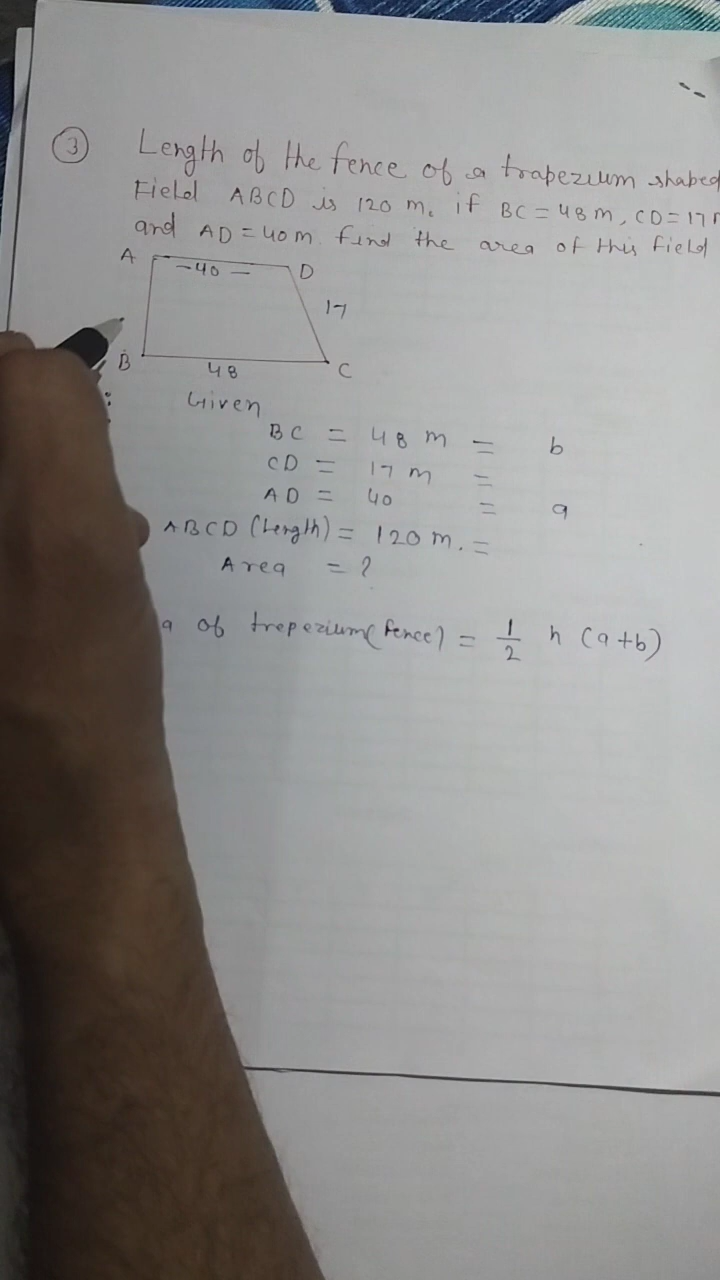 3 Length of the fence of a trapezium shaped
Field ABCD is 120 m. if BC = 48 m, CD = 17
and AD = 40 m. find the area of this field
A -40- D
17
B 48 C
Given
BC = 48 m = b
CD = 17 m =
AD = 40 = a
ABCD (Length) = 120 m. =
Area = ?
a of trepezium (fence) = 1/2 h (a+b)